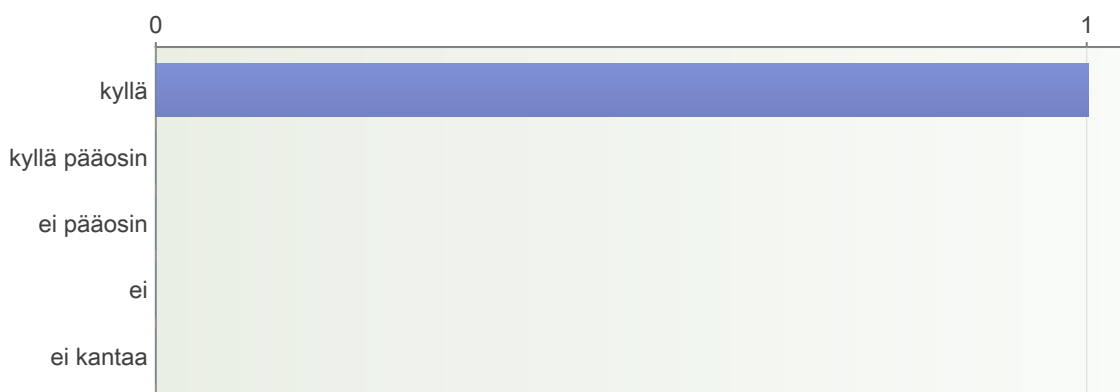 0 1
kyllä
kyllä pääosin
ei pääosin
ei
ei kantaa